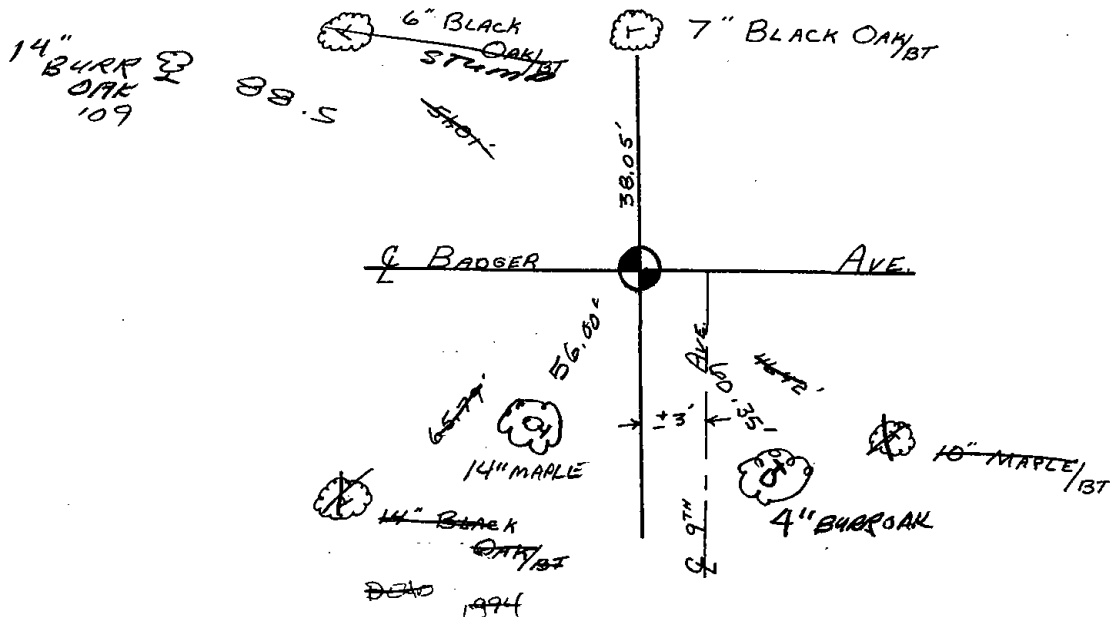 14"
BURR
OAK
'09
88.5
6" BLACK
OAK/BT
STUMP
7" BLACK OAK/BT
38.05'
℄ BADGER AVE.
56.00'
14" MAPLE
14" BLACK
OAK/BT
DEAD 1994
±3'
℄ 9TH AVE.
60.35'
4" BURR OAK
10" MAPLE/BT